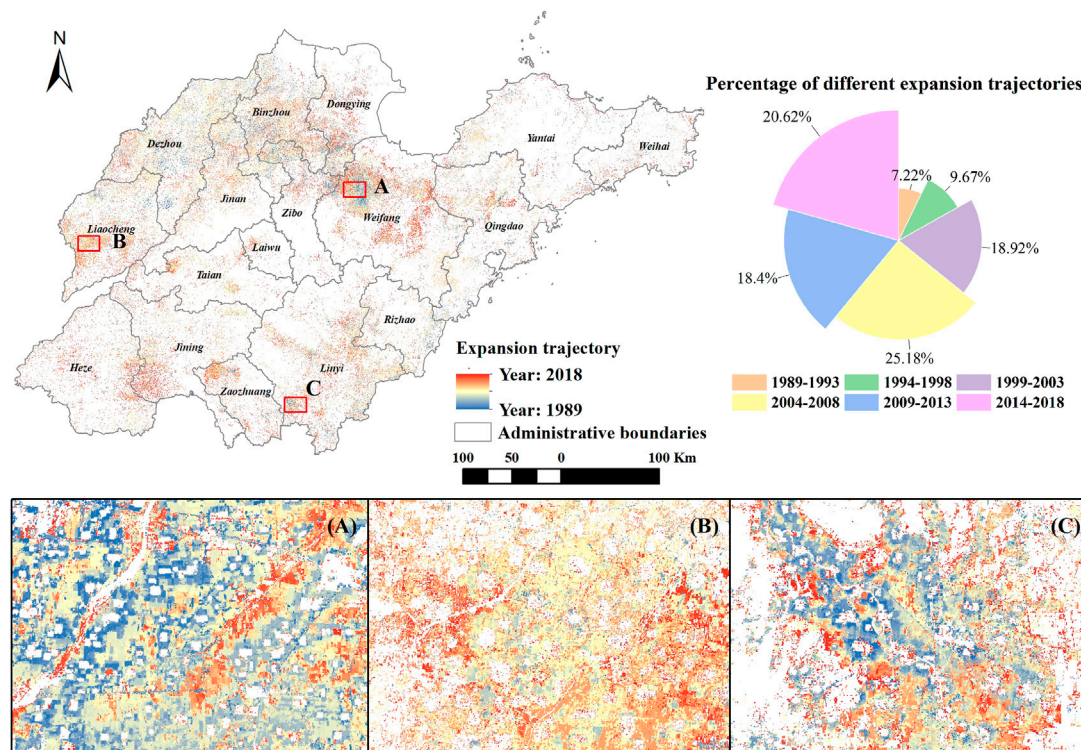 N
Dongying
Binzhou
Dezhou
Yantai
Weihai
A
Jinan
Zibo
Weifang
Liaocheng
B
Qingdao
Laiwu
Taian
Rizhao
Jining
Heze
Linyi
Zaozhuang
C
Expansion trajectory
Year: 2018
Year: 1989
Administrative boundaries
100 50 0 100 Km
Percentage of different expansion trajectories
20.62%
7.22%
9.67%
18.92%
18.4%
25.18%
1989-1993 1994-1998 1999-2003
2004-2008 2009-2013 2014-2018
(A) (B) (C)